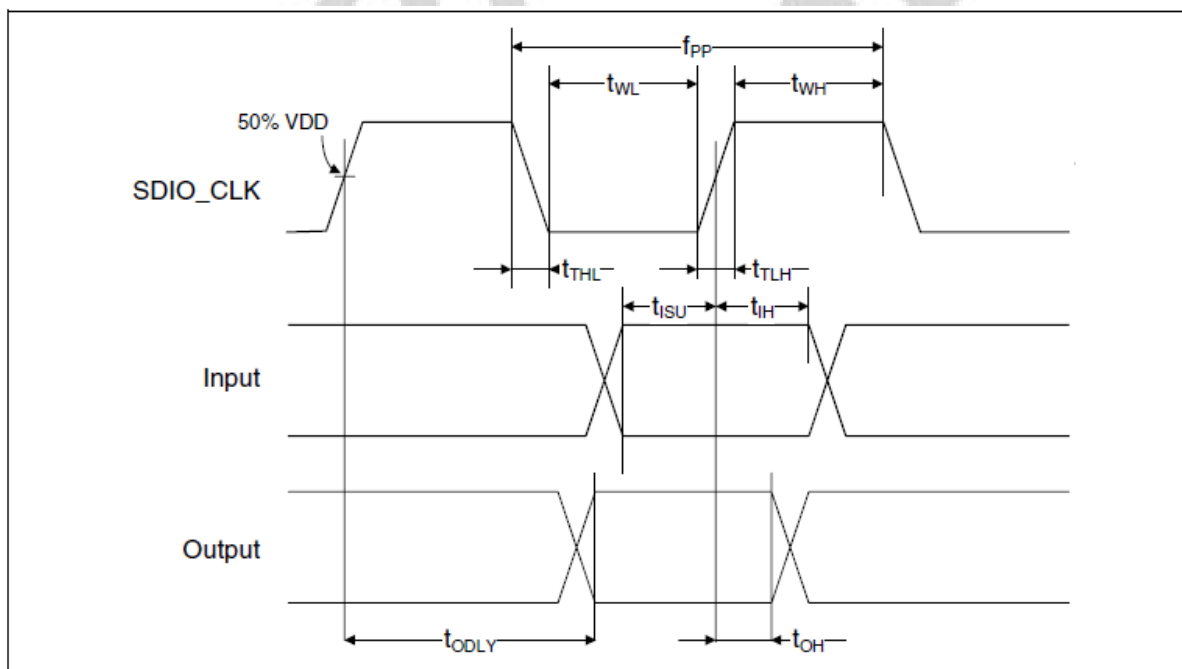 fPP
tWL
tWH
50% VDD
SDIO_CLK
tTHL
tTLH
tISU
tIH
Input
Output
tODLY
tOH